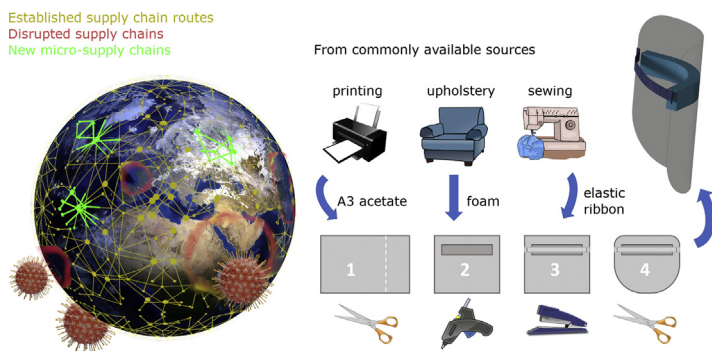 Established supply chain routes
Disrupted supply chains
New micro-supply chains
From commonly available sources
printing
upholstery
sewing
A3 acetate
foam
elastic
ribbon
1
2
3
4